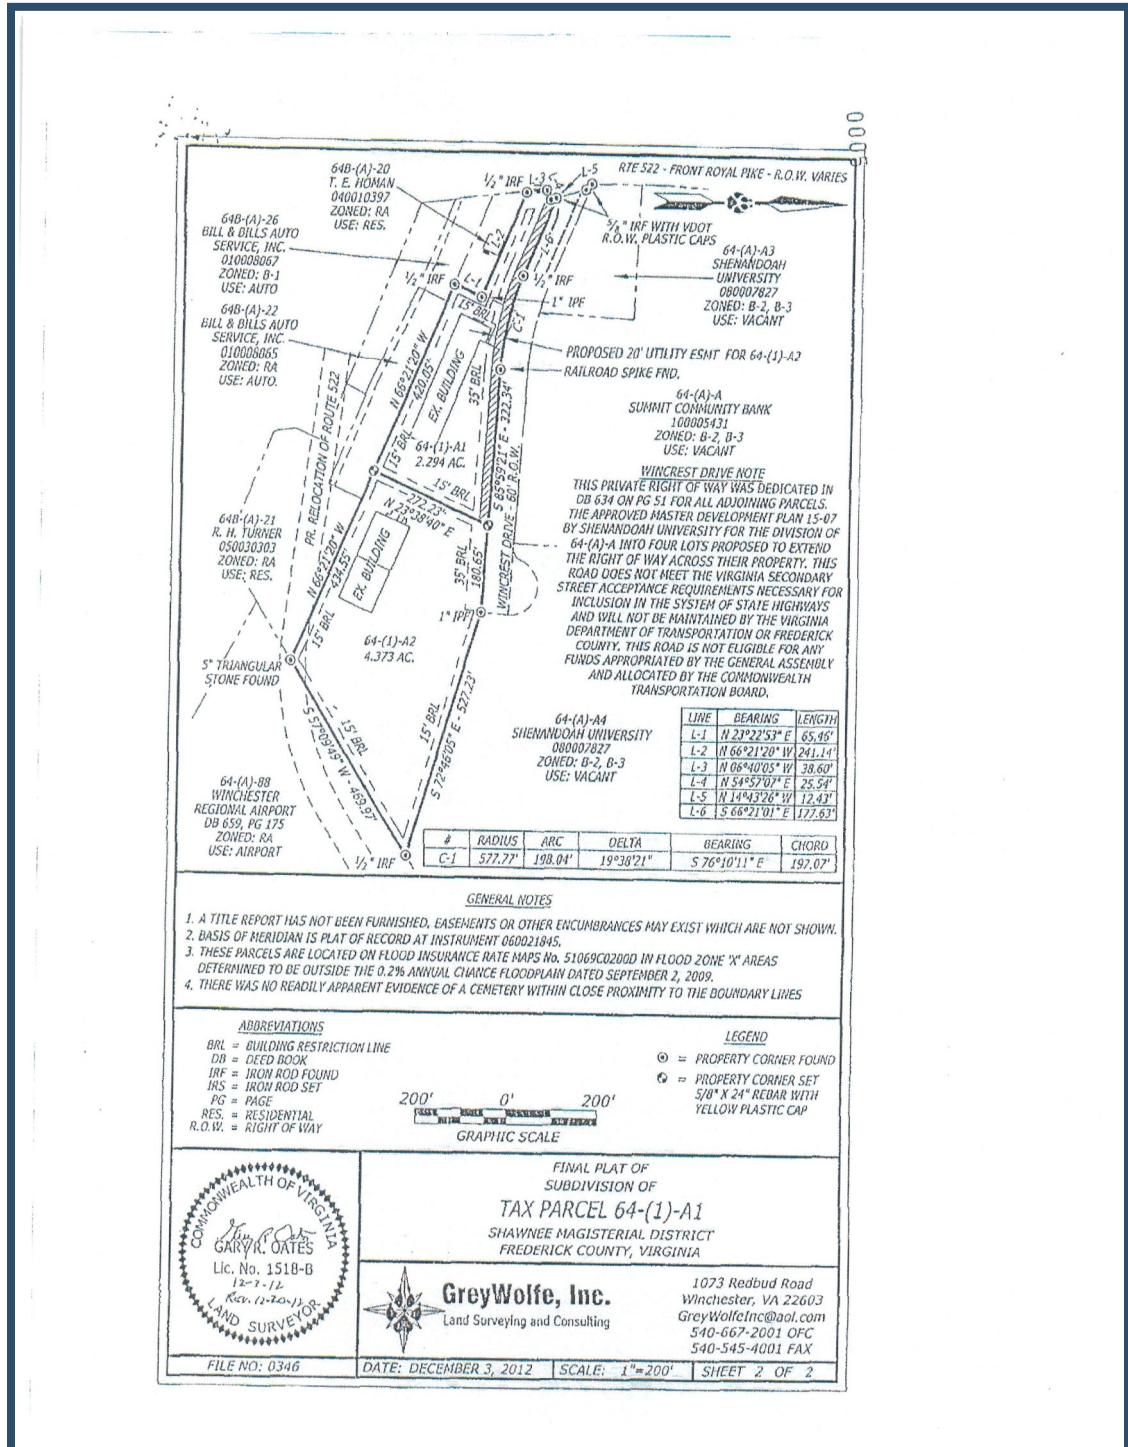 000
RTE 522 - FRONT ROYAL PIKE - R.O.W. VARIES
64B-(A)-20
T. E. HOMAN
040010397
ZONED: RA
USE: RES.
1/2" IRF
L-3
L-5
5/8" IRF WITH VDOT
R.O.W. PLASTIC CAPS
64B-(A)-26
BILL & BILLS AUTO
SERVICE, INC.
010008067
ZONED: B-1
USE: AUTO
L-2
L-6
64-(A)-A3
SHENANDOAH
UNIVERSITY
080007827
ZONED: B-2, B-3
USE: VACANT
1/2" IRF
L-1
1/2" IRF
1" IPF
15' BRL
C-1
64B-(A)-22
BILL & BILLS AUTO
SERVICE, INC.
010008065
ZONED: RA
USE: AUTO.
PROPOSED 20' UTILITY ESMT FOR 64-(1)-A2
RAILROAD SPIKE FND.
N 66°21'20" W
420.05'
EX. BUILDING
35' BRL
S 85°59'21" E - 322.34'
64-(A)-A
SUMMIT COMMUNITY BANK
100005431
ZONED: B-2, B-3
USE: VACANT
PR. RELOCATION OF ROUTE 522
15' BRL
64-(1)-A1
2.294 AC.
15' BRL
272.23'
N 23°38'40" E
WINCREST DRIVE - 60' R.O.W.
WINCREST DRIVE NOTE
THIS PRIVATE RIGHT OF WAY WAS DEDICATED IN
DB 634 ON PG 51 FOR ALL ADJOINING PARCELS.
THE APPROVED MASTER DEVELOPMENT PLAN 15-07
BY SHENANDOAH UNIVERSITY FOR THE DIVISION OF
64-(A)-A INTO FOUR LOTS PROPOSED TO EXTEND
THE RIGHT OF WAY ACROSS THEIR PROPERTY. THIS
ROAD DOES NOT MEET THE VIRGINIA SECONDARY
STREET ACCEPTANCE REQUIREMENTS NECESSARY FOR
INCLUSION IN THE SYSTEM OF STATE HIGHWAYS
AND WILL NOT BE MAINTAINED BY THE VIRGINIA
DEPARTMENT OF TRANSPORTATION OR FREDERICK
COUNTY. THIS ROAD IS NOT ELIGIBLE FOR ANY
FUNDS APPROPRIATED BY THE GENERAL ASSEMBLY
AND ALLOCATED BY THE COMMONWEALTH
TRANSPORTATION BOARD.
64B-(A)-21
R. H. TURNER
050030303
ZONED: RA
USE: RES.
N 66°21'20" W
434.55'
EX. BUILDING
35' BRL
180.65'
1" IPF
15' BRL
64-(1)-A2
4.373 AC.
5" TRIANGULAR
STONE FOUND
15' BRL
S 57°09'49" W - 469.97'
15' BRL
S 72°46'05" E - 527.23'
64-(A)-A4
SHENANDOAH UNIVERSITY
080007827
ZONED: B-2, B-3
USE: VACANT
LINE BEARING LENGTH
L-1 N 23°22'53" E 65.46'
L-2 N 66°21'20" W 241.14'
L-3 N 06°40'05" W 38.60'
L-4 N 54°57'07" E 25.54'
L-5 N 14°43'26" W 12.43'
L-6 S 66°21'01" E 177.63'
64-(A)-88
WINCHESTER
REGIONAL AIRPORT
DB 659, PG 175
ZONED: RA
USE: AIRPORT
1/2" IRF
# RADIUS ARC DELTA BEARING CHORD
C-1 577.77' 198.04' 19°38'21" S 76°10'11" E 197.07'
GENERAL NOTES
1. A TITLE REPORT HAS NOT BEEN FURNISHED. EASEMENTS OR OTHER ENCUMBRANCES MAY EXIST WHICH ARE NOT SHOWN.
2. BASIS OF MERIDIAN IS PLAT OF RECORD AT INSTRUMENT 060021845.
3. THESE PARCELS ARE LOCATED ON FLOOD INSURANCE RATE MAPS No. 51069C0200D IN FLOOD ZONE 'X' AREAS
DETERMINED TO BE OUTSIDE THE 0.2% ANNUAL CHANCE FLOODPLAIN DATED SEPTEMBER 2, 2009.
4. THERE WAS NO READILY APPARENT EVIDENCE OF A CEMETERY WITHIN CLOSE PROXIMITY TO THE BOUNDARY LINES
ABBREVIATIONS
BRL = BUILDING RESTRICTION LINE
DB = DEED BOOK
IRF = IRON ROD FOUND
IRS = IRON ROD SET
PG = PAGE
RES. = RESIDENTIAL
R.O.W. = RIGHT OF WAY
200' 0' 200'
GRAPHIC SCALE
LEGEND
= PROPERTY CORNER FOUND
= PROPERTY CORNER SET
5/8" X 24" REBAR WITH
YELLOW PLASTIC CAP
COMMONWEALTH OF VIRGINIA
GARY R. OATES
Lic. No. 1518-B
12-3-12
Rev. 12-20-12
LAND SURVEYOR
FINAL PLAT OF
SUBDIVISION OF
TAX PARCEL 64-(1)-A1
SHAWNEE MAGISTERIAL DISTRICT
FREDERICK COUNTY, VIRGINIA
GreyWolfe, Inc.
Land Surveying and Consulting
1073 Redbud Road
Winchester, VA 22603
GreyWolfeInc@aol.com
540-667-2001 OFC
540-545-4001 FAX
FILE NO: 0346
DATE: DECEMBER 3, 2012
SCALE: 1"=200'
SHEET 2 OF 2